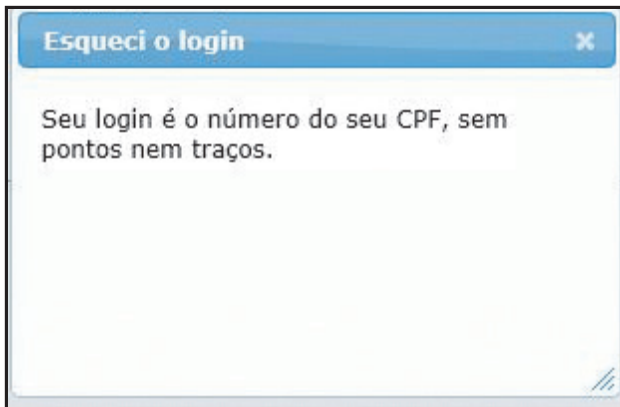 Esqueci o login
Seu login é o número do seu CPF, sem
pontos nem traços.